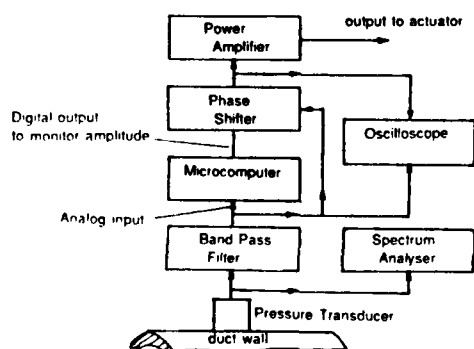 Power
Amplifier
output to actuator
Phase
Shifter
Digital output
to monitor amplitude
Oscilloscope
Microcomputer
Analog input
Band Pass
Filter
Spectrum
Analyser
Pressure Transducer
duct wall